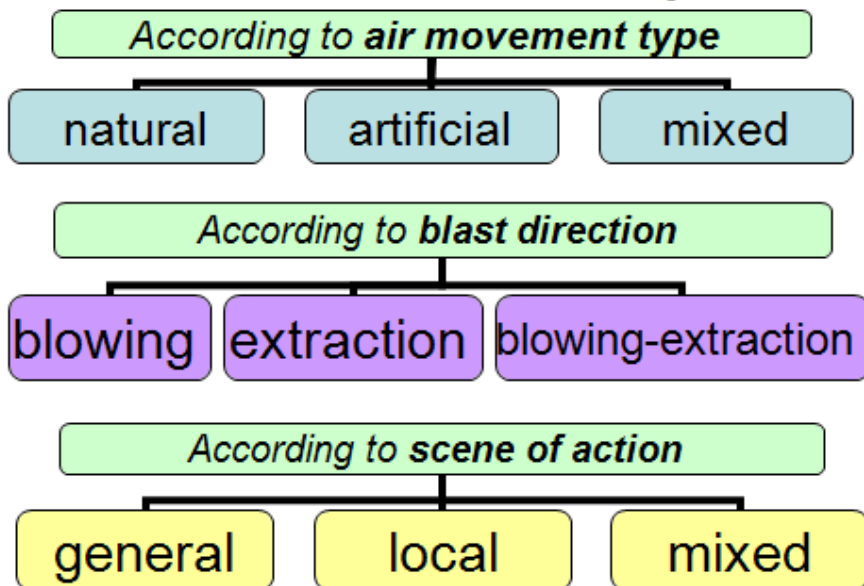 According to air movement type
natural artificial mixed
According to blast direction
blowing extraction blowing-extraction
According to scene of action
general local mixed